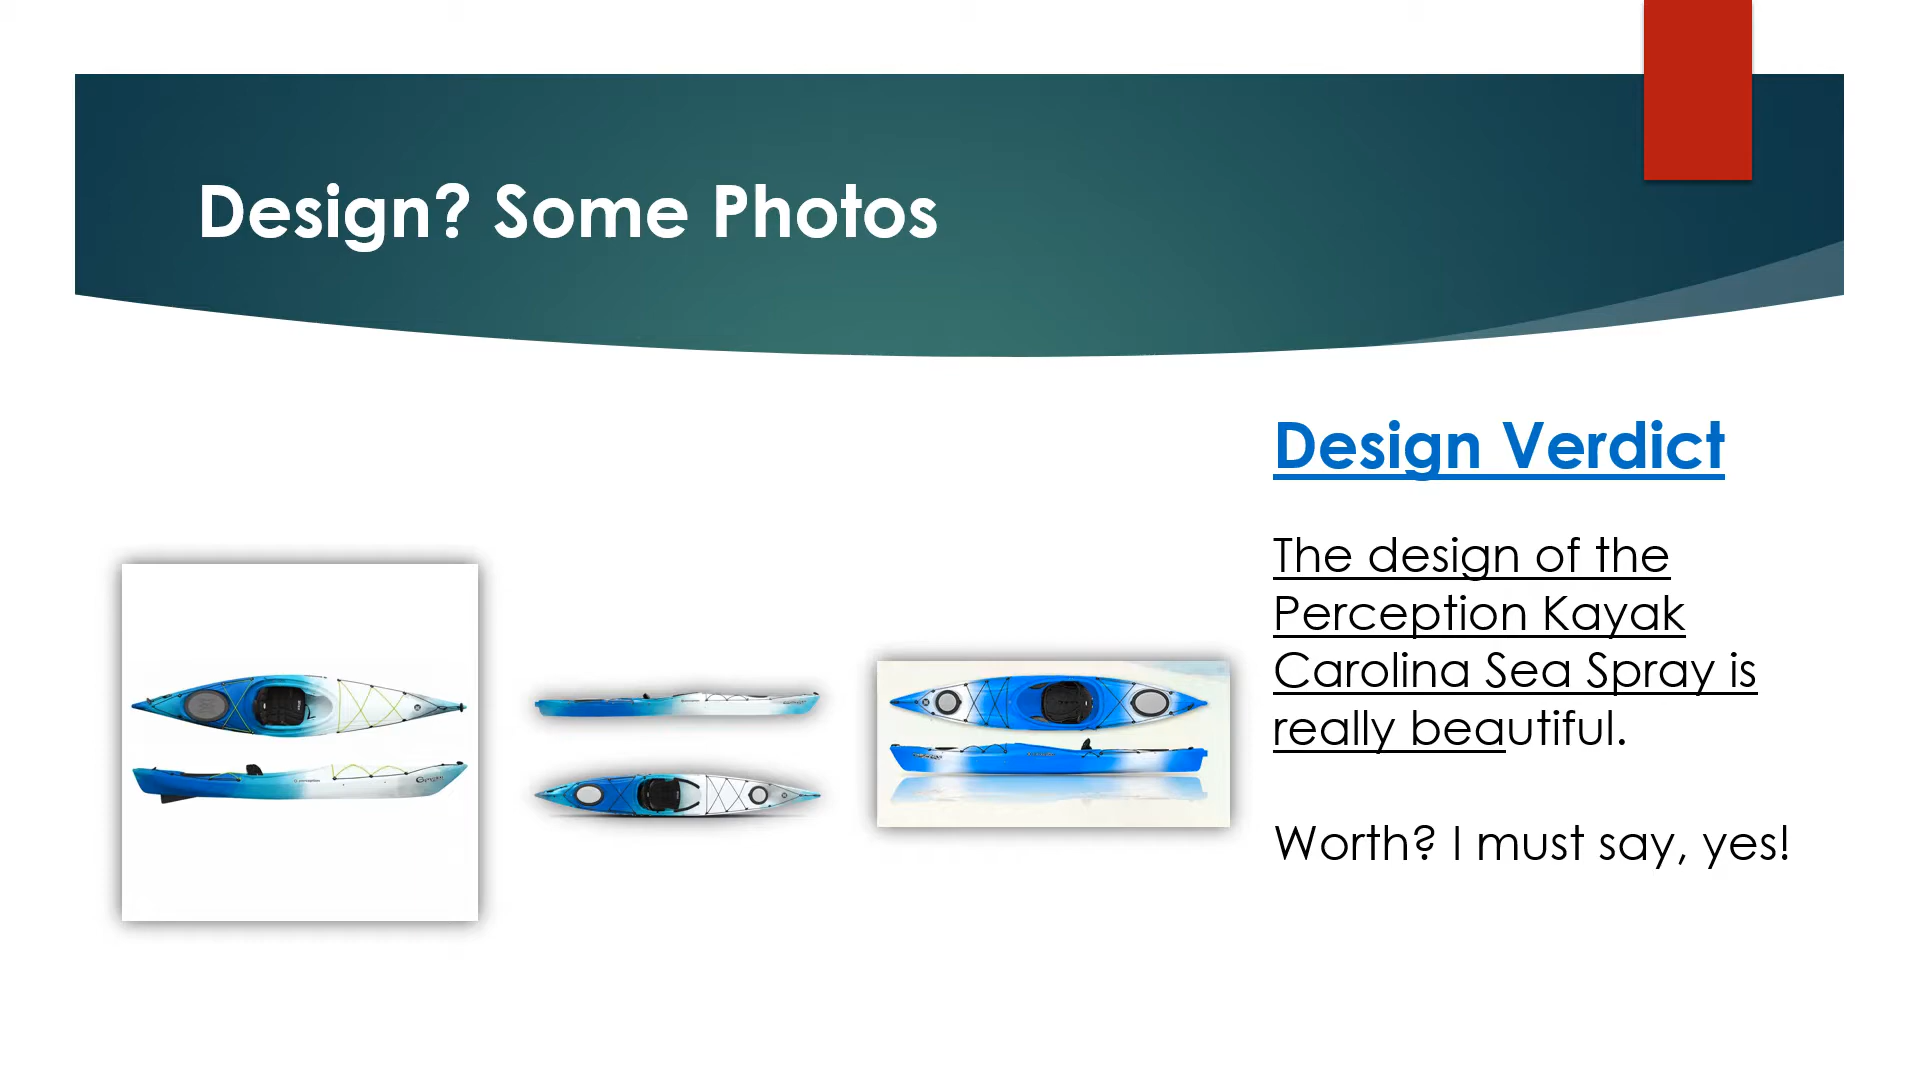 Design? Some Photos
Design Verdict
The design of the
Perception Kayak
Carolina Sea Spray is
really beautiful.
Worth? I must say, yes!